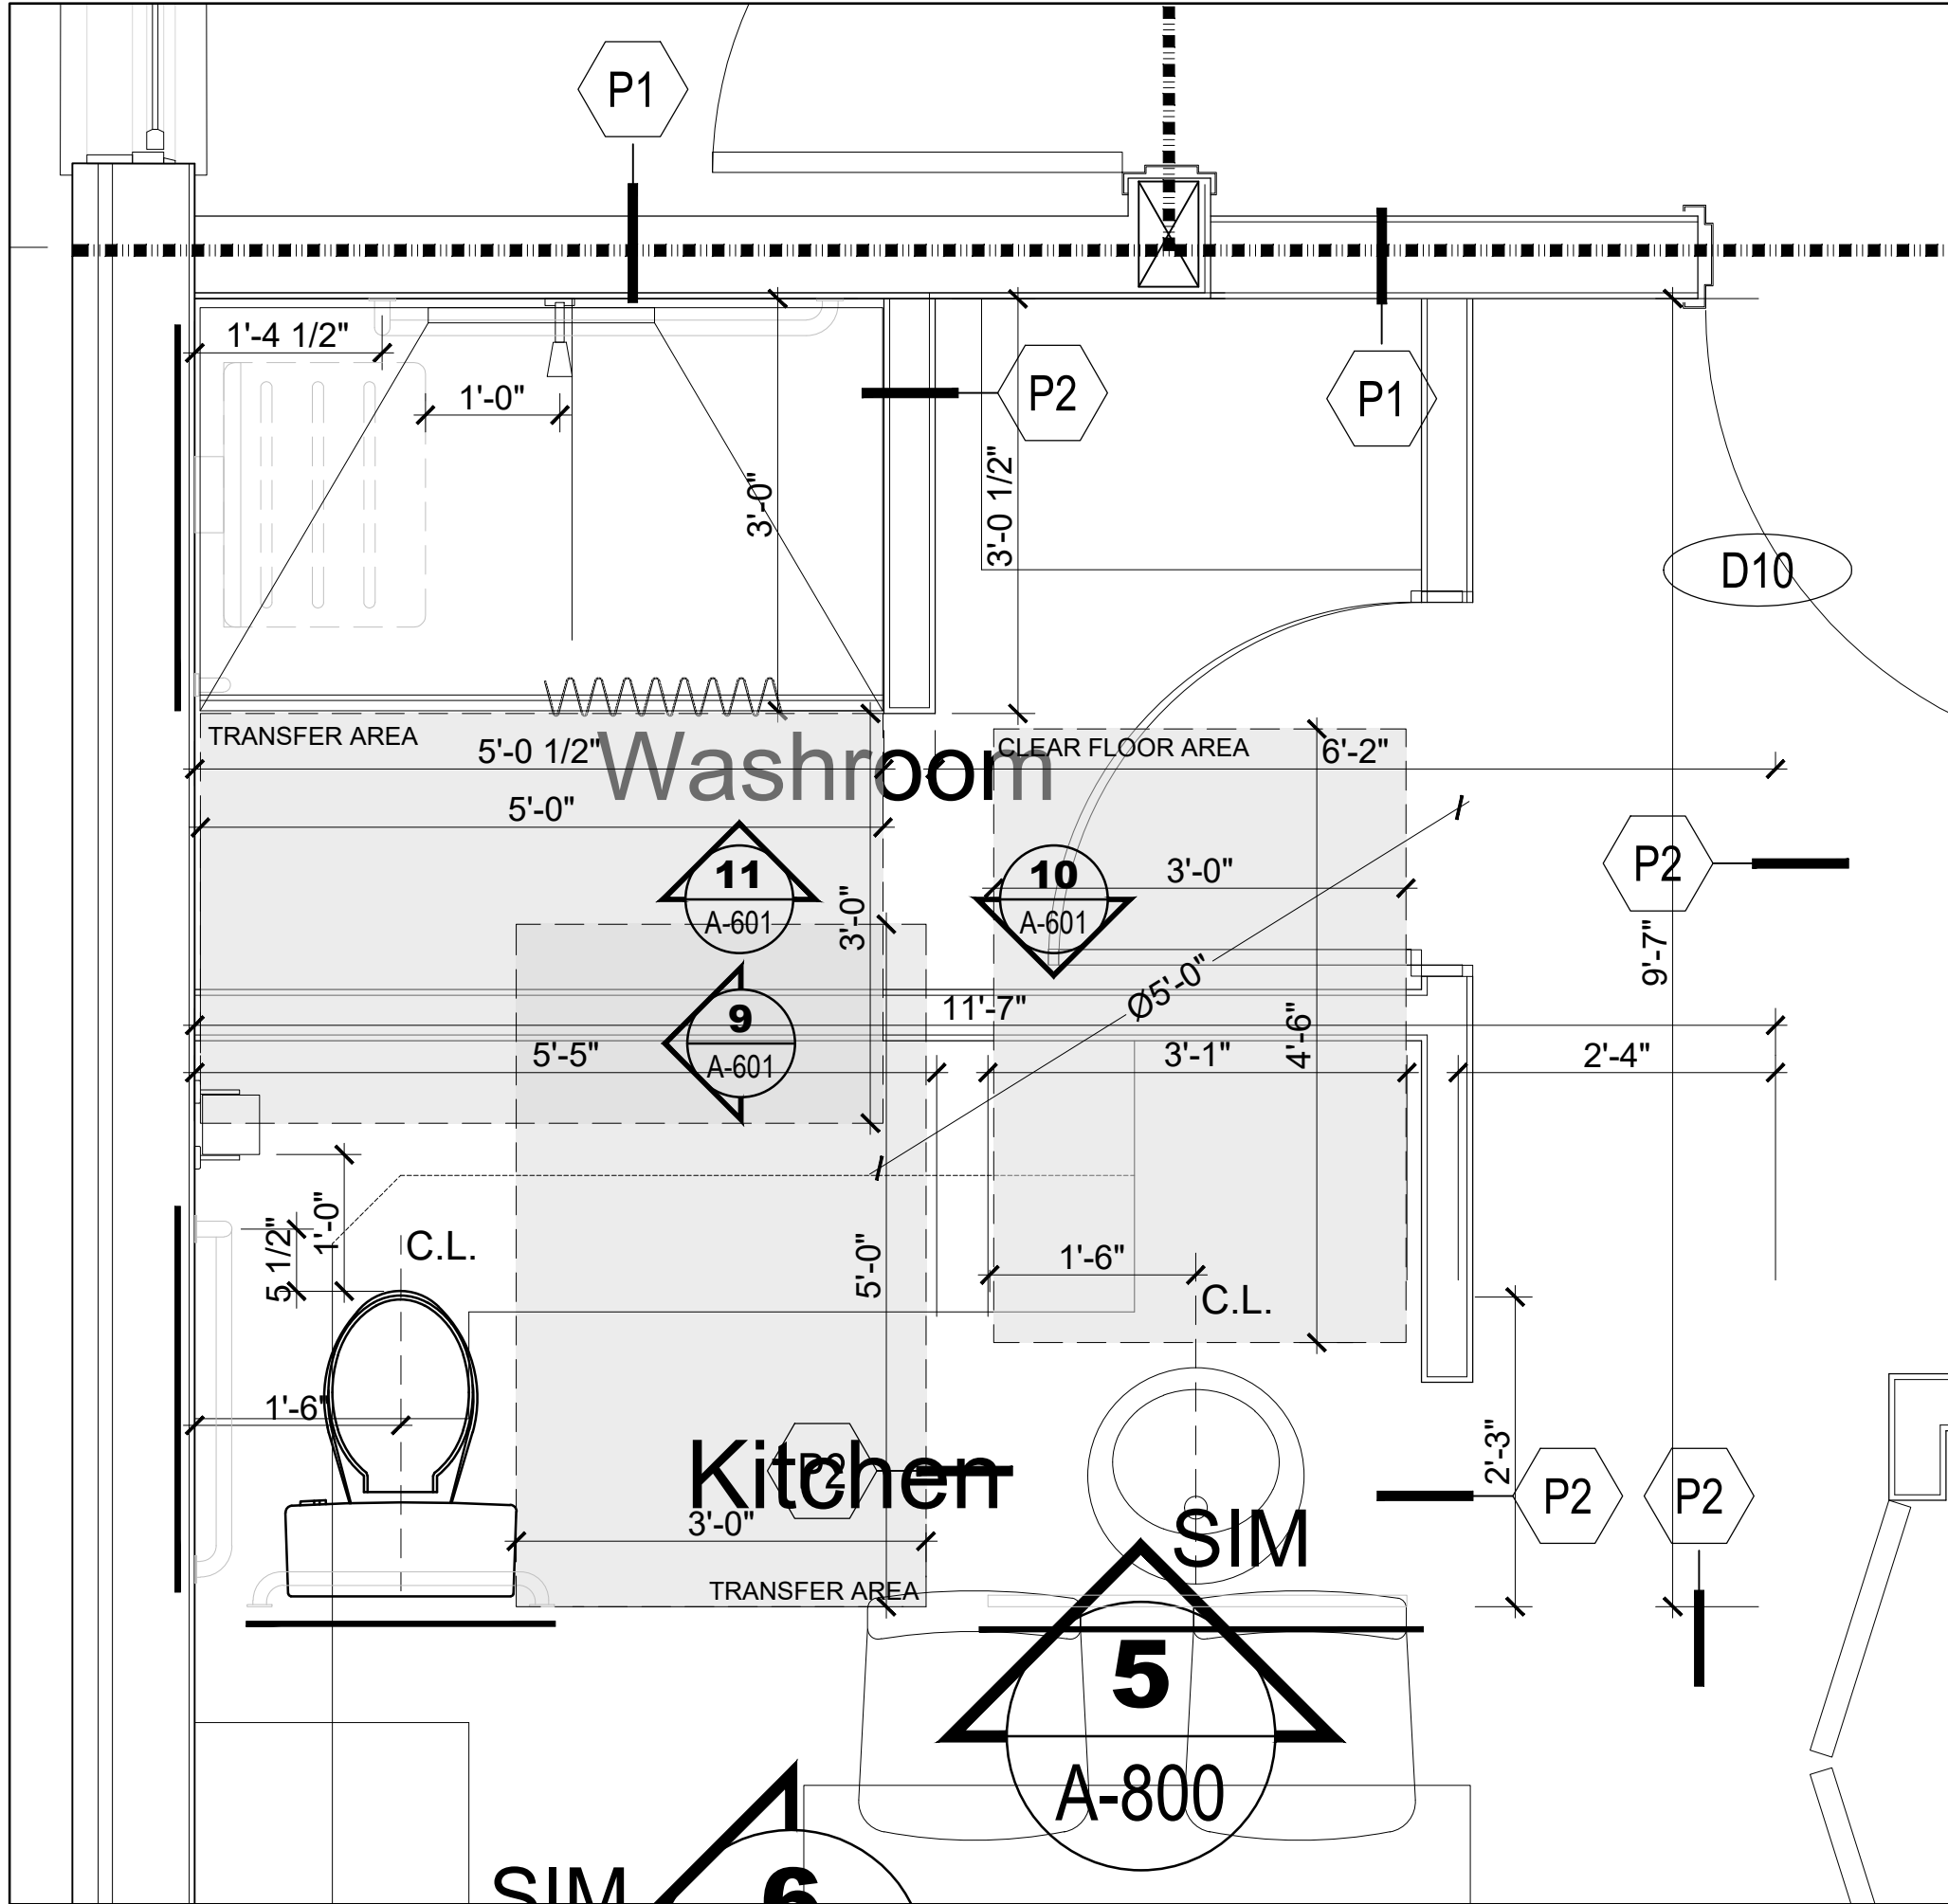 P1
1'-4 1/2"
1'-0"
P2
P1
3'-0"
3'-0 1/2"
D10
TRANSFER AREA
5'-0 1/2"
Washroom
CLEAR FLOOR AREA
6'-2"
5'-0"
11
A-601
10
A-601
3'-0"
P2
3'-0"
9'-7"
Ø5'-0"
9
A-601
11'-7"
4'-6"
5'-5"
3'-1"
2'-4"
1'-0"
5 1/2"
C.L.
5'-0"
1'-6"
C.L.
1'-6"
Kitchen
P2
2'-3"
P2
P2
3'-0"
SIM
TRANSFER AREA
5
A-800
SIM
6